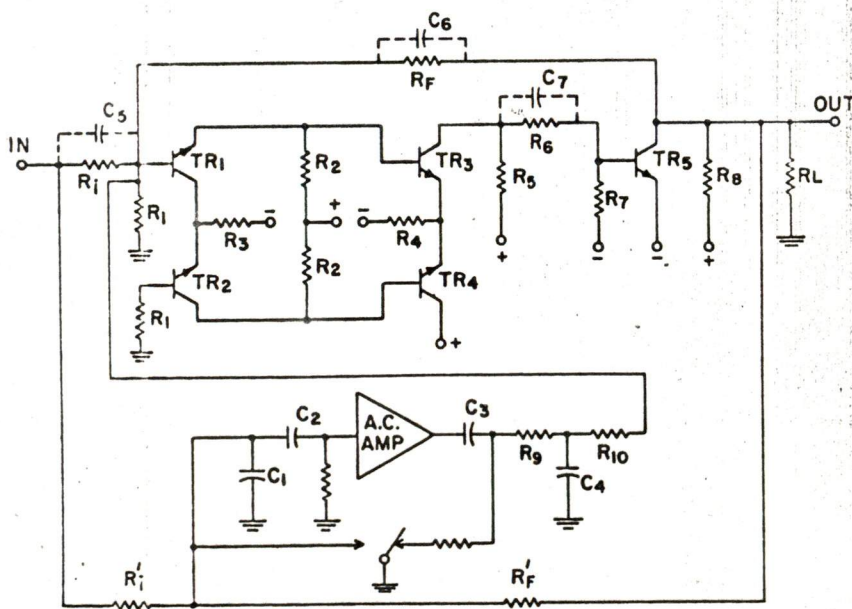 C6
RF
C5
C7
IN
OUT
Ri
TR1
R2
TR3
R6
TR5
R5
R7
R8
RL
R1
R3
−
+
−
R4
R2
TR2
TR4
R1
+
−
−
+
+
C2
A.C.
AMP
C3
R9
R10
C1
C4
R'i
R'F